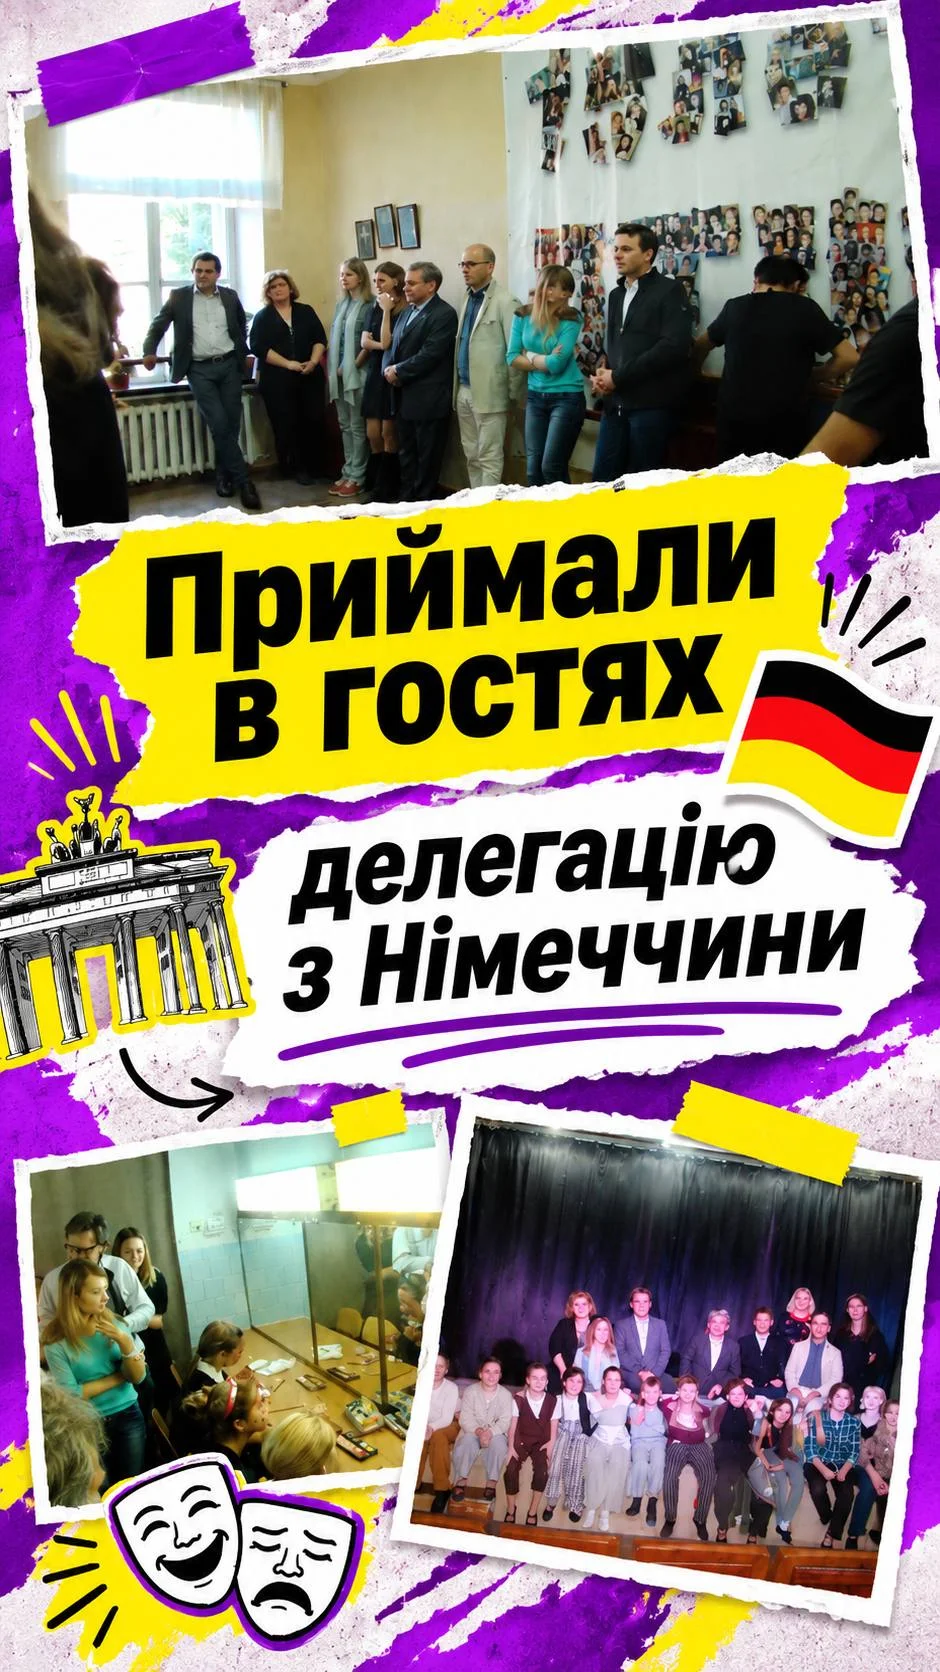 Приймали
в гостях
делегацію
з Німеччини